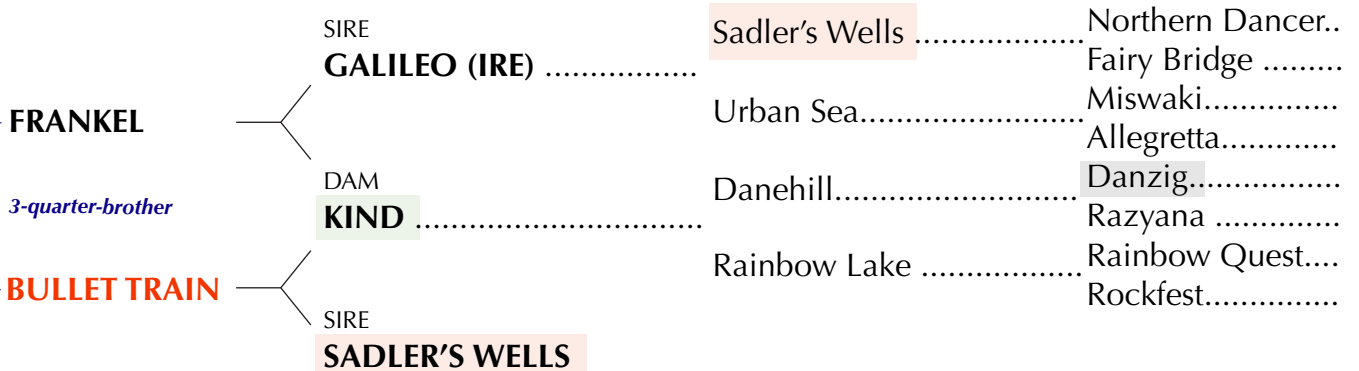 SIRE
GALILEO (IRE) .................
FRANKEL
3-quarter-brother
BULLET TRAIN
DAM
KIND ................................
SIRE
SADLER’S WELLS
Sadler’s Wells ...................
Urban Sea.........................
Danehill...........................
Rainbow Lake ..................
Northern Dancer..
Fairy Bridge .........
Miswaki...............
Allegretta.............
Danzig.................
Razyana ..............
Rainbow Quest....
Rockfest...............